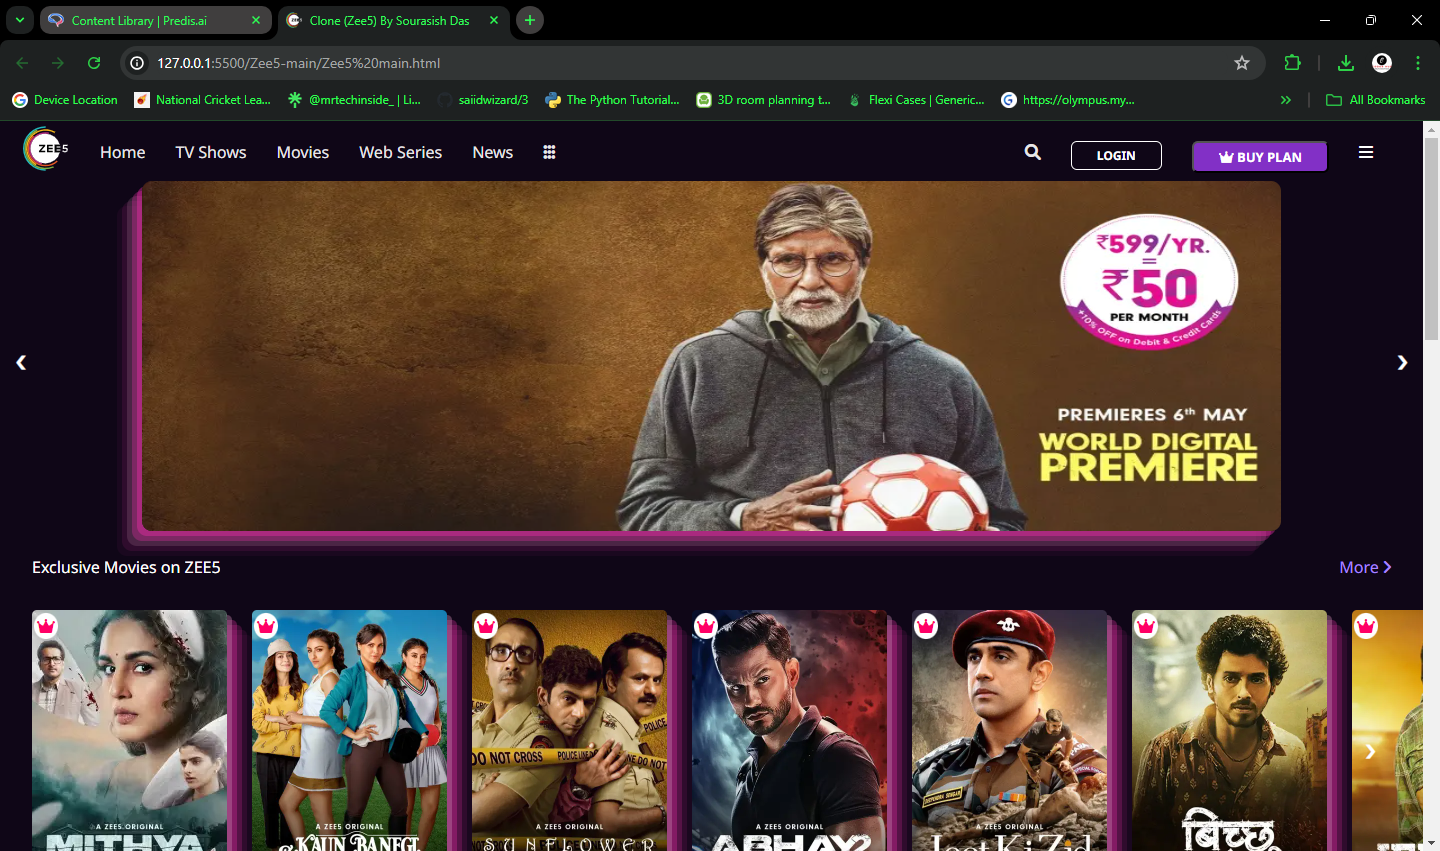 Content Library | Predis.ai
Clone (Zee5) By Sourasish Das
127.0.0.1:5500/Zee5-main/Zee5%20main.html
Device Location
National Cricket Lea...
@mrtechinside_ | Li...
saiidwizard/3
The Python Tutorial...
3D room planning t...
Flexi Cases | Generic...
https://olympus.my...
All Bookmarks
ZEE5
Home
TV Shows
Movies
Web Series
News
LOGIN
BUY PLAN
₹599/YR.
=
₹50
PER MONTH
+10% OFF on Debit & Credit Cards
PREMIERES 6th MAY
WORLD DIGITAL
PREMIERE
Exclusive Movies on ZEE5
More
POLICE
DO NOT CROSS
POLICE LINE DO NOT
A ZEE5 ORIGINAL
MITHYA
A ZEE5 ORIGINAL
KAUN BANEGI
A ZEE5 ORIGINAL
SUNFLOWER
A ZEE5 ORIGINAL
ABHAY2
A ZEE5 ORIGINAL
Jeet Ki Zid
बिच्छू